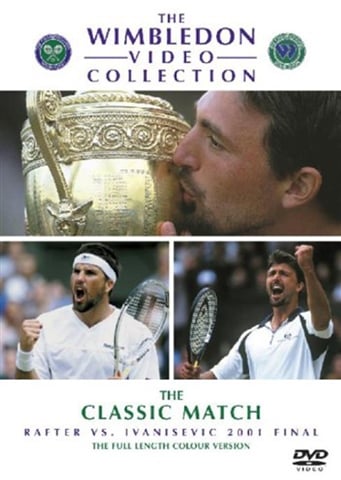 THE
WIMBLEDON
VIDEO
COLLECTION
THE
CLASSIC MATCH
RAFTER VS. IVANISEVIC 2001 FINAL
THE FULL LENGTH COLOUR VERSION
DVD
VIDEO